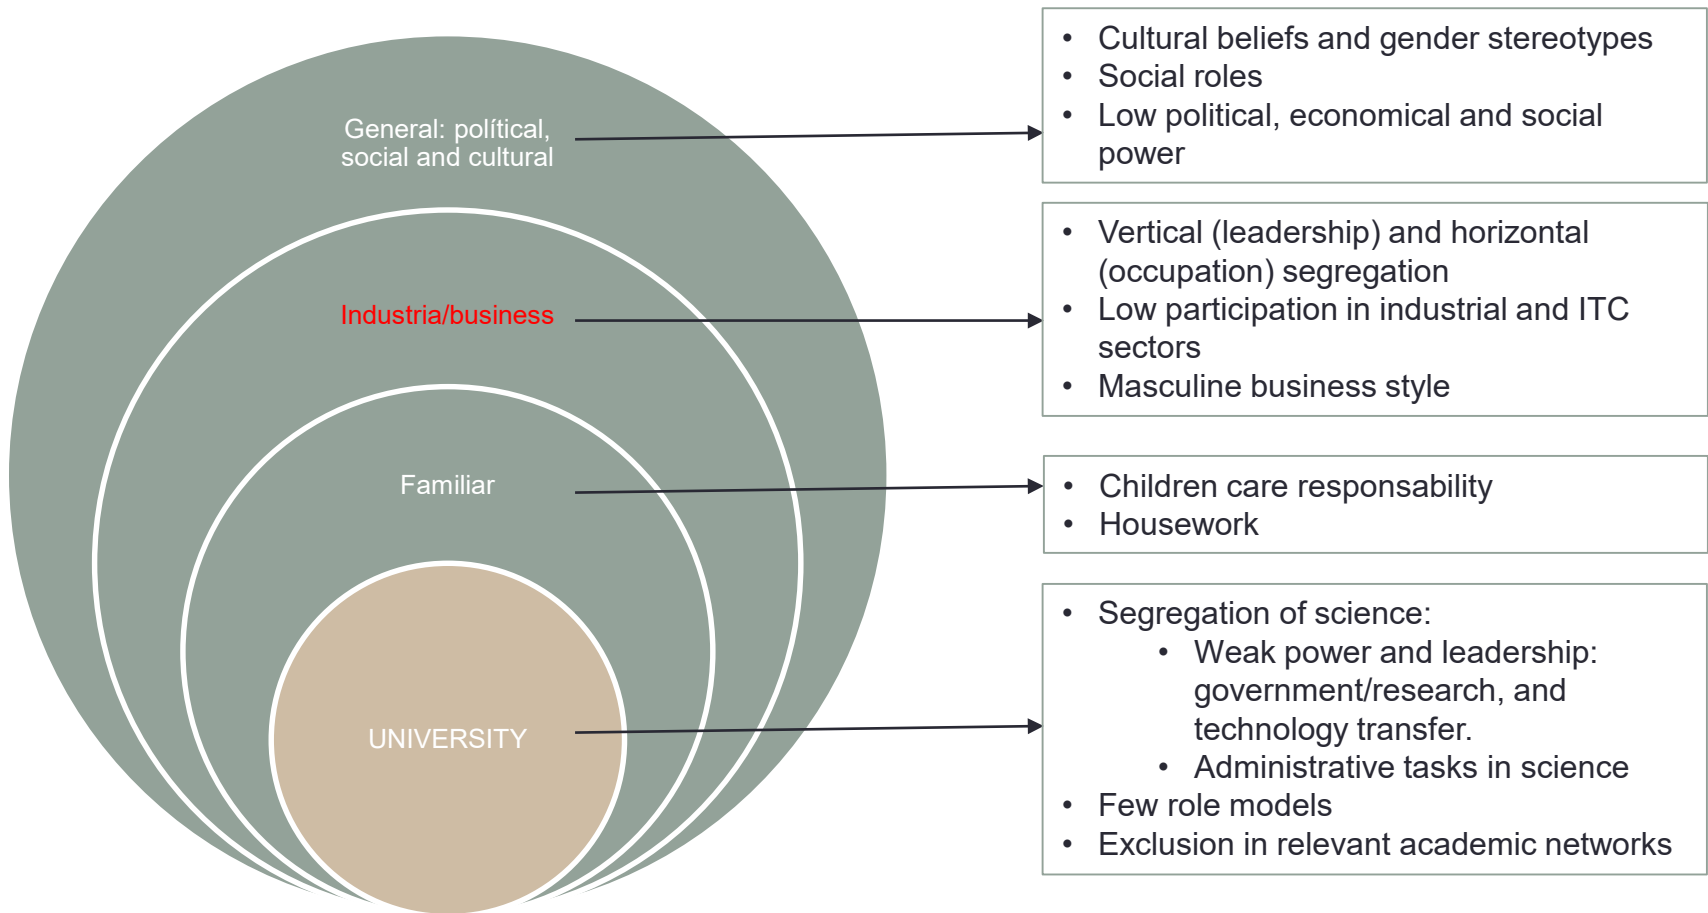 General: polítical,
social and cultural
• Cultural beliefs and gender stereotypes
• Social roles
• Low political, economical and social
power
Industria/business
• Vertical (leadership) and horizontal
(occupation) segregation
• Low participation in industrial and ITC
sectors
• Masculine business style
Familiar
• Children care responsability
• Housework
UNIVERSITY
• Segregation of science:
• Weak power and leadership:
government/research, and
technology transfer.
• Administrative tasks in science
• Few role models
• Exclusion in relevant academic networks